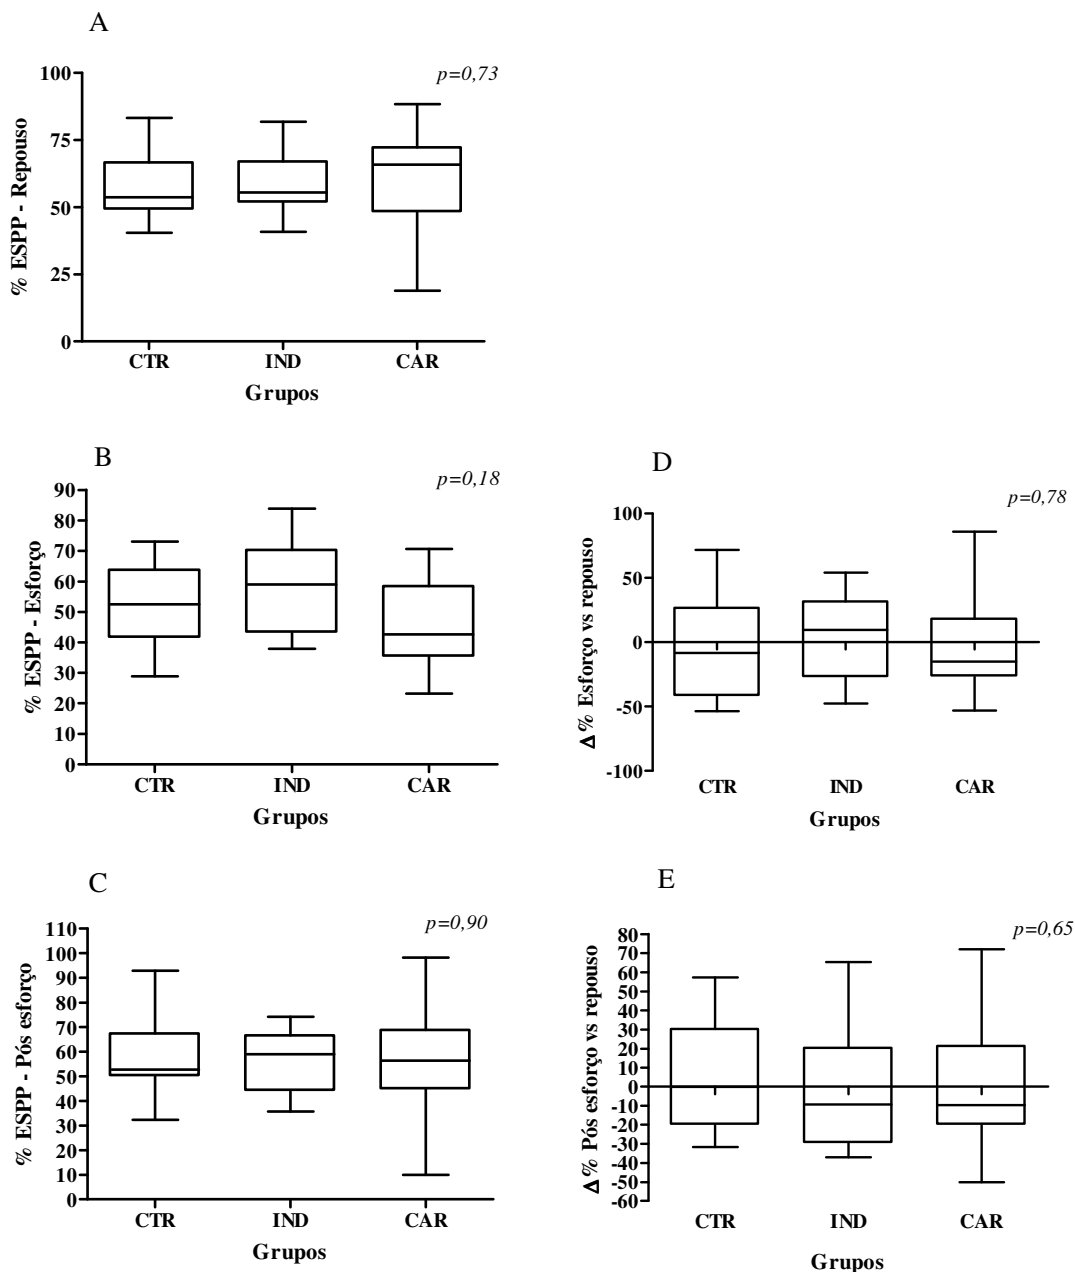 A
p=0,73
% ESPP - Repouso
100
75
50
25
0
CTR IND CAR
Grupos
B
p=0,18
% ESPP - Esforço
90
80
70
60
50
40
30
20
10
0
CTR IND CAR
Grupos
D
p=0,78
Δ% Esforço vs repouso
100
50
0
-50
-100
CTR IND CAR
Grupos
C
p=0,90
% ESPP - Pós esforço
110
100
90
80
70
60
50
40
30
20
10
0
CTR IND CAR
Grupos
E
p=0,65
Δ% Pós esforço vs repouso
80
70
60
50
40
30
20
10
0
-10
-20
-30
-40
-50
-60
CTR IND CAR
Grupos